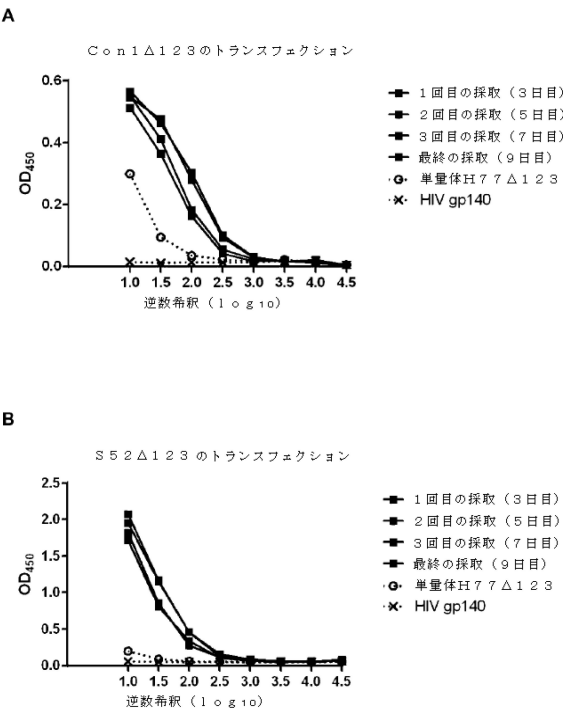 A
Con1Δ123のトランスフェクション
0.6
0.4
0.2
0.0
OD450
1.0 1.5 2.0 2.5 3.0 3.5 4.0 4.5
逆数希釈（log10）
1回目の採取（3日目）
2回目の採取（5日目）
3回目の採取（7日目）
最終の採取（9日目）
単量体H77Δ123
HIV gp140
B
S52Δ123のトランスフェクション
2.5
2.0
1.5
1.0
0.5
0.0
OD450
1.0 1.5 2.0 2.5 3.0 3.5 4.0 4.5
逆数希釈（log10）
1回目の採取（3日目）
2回目の採取（5日目）
3回目の採取（7日目）
最終の採取（9日目）
単量体H77Δ123
HIV gp140